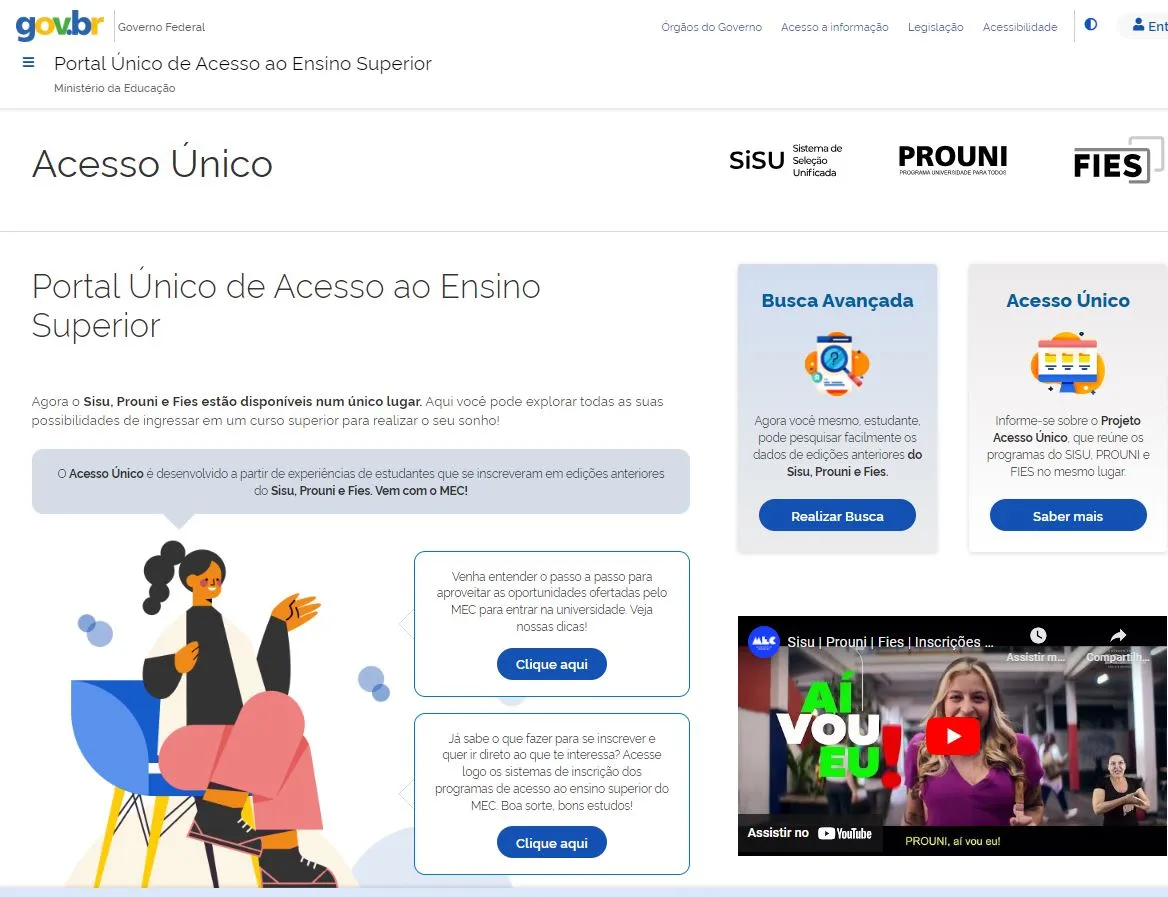 gov.br
Governo Federal
Órgãos do Governo
Acesso a informação
Legislação
Acessibilidade
Ent
Portal Único de Acesso ao Ensino Superior
Ministério da Educação
Acesso Único
SiSU
Sistema de
Seleção
Unificada
PROUNI
PROGRAMA UNIVERSIDADE PARA TODOS
FIES
Portal Único de Acesso ao Ensino
Superior
Agora o Sisu, Prouni e Fies estão disponíveis num único lugar. Aqui você pode explorar todas as suas
possibilidades de ingressar em um curso superior para realizar o seu sonho!
O Acesso Único é desenvolvido a partir de experiências de estudantes que se inscreveram em edições anteriores
do Sisu, Prouni e Fies. Vem com o MEC!
Venha entender o passo a passo para
aproveitar as oportunidades ofertadas pelo
MEC para entrar na universidade. Veja
nossas dicas!
Clique aqui
Já sabe o que fazer para se inscrever e
quer ir direto ao que te interessa? Acesse
logo os sistemas de inscrição dos
programas de acesso ao ensino superior do
MEC. Boa sorte, bons estudos!
Clique aqui
Busca Avançada
Agora você mesmo, estudante,
pode pesquisar facilmente os
dados de edições anteriores do
Sisu, Prouni e Fies.
Realizar Busca
Acesso Único
Informe-se sobre o Projeto
Acesso Único, que reúne os
programas do SISU, PROUNI e
FIES no mesmo lugar.
Saber mais
MEC
Sisu | Prouni | Fies | Inscrições ...
Assistir m...
Compartilh...
AÍ
VOU
EU!
Assistir no YouTube
PROUNI, aí vou eu!